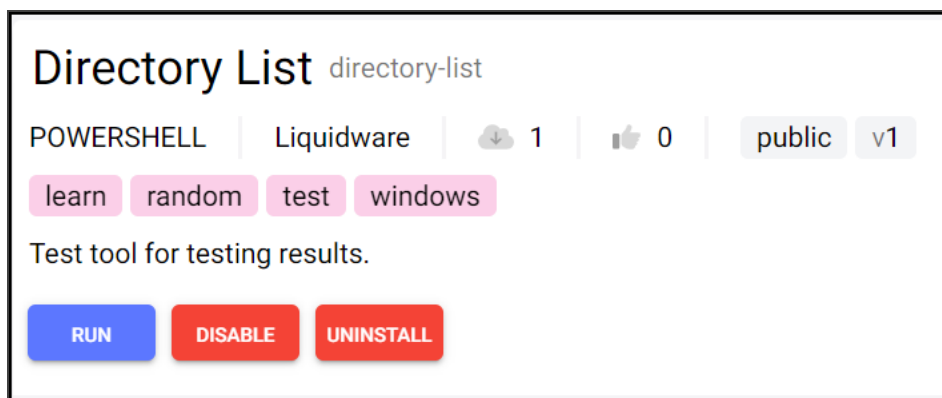 Directory List directory-list
POWERSHELL Liquidware 1 0 public v1
learn random test windows
Test tool for testing results.
RUN DISABLE UNINSTALL